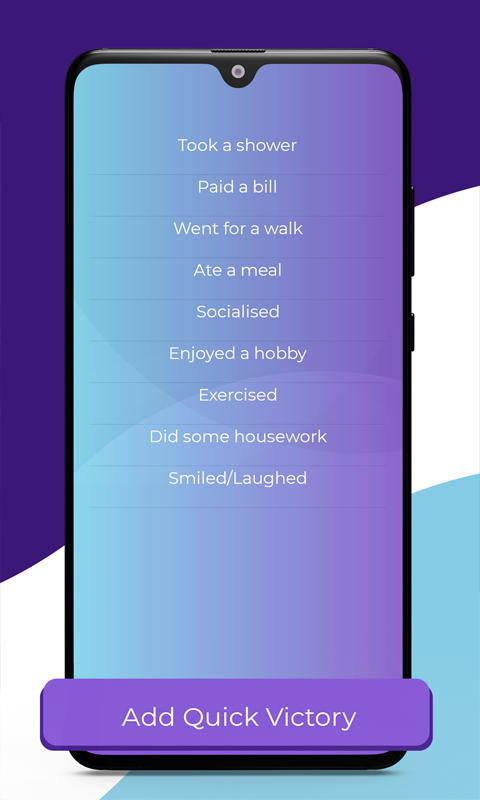 Took a shower
Paid a bill
Went for a walk
Ate a meal
Socialised
Enjoyed a hobby
Exercised
Did some housework
Smiled/Laughed
Add Quick Victory